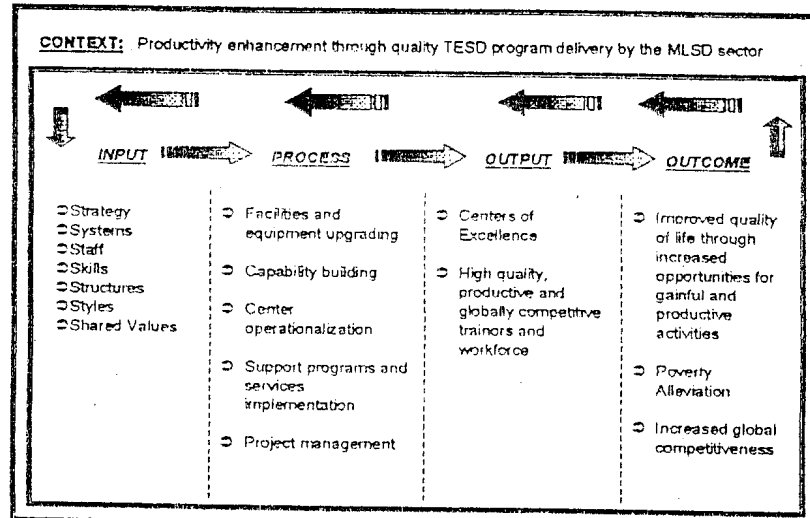 CONTEXT: Productivity enhancement through quality TESD program delivery by the MLSD sector
INPUT PROCESS OUTPUT OUTCOME
Strategy
Systems
Staff
Skills
Structures
Styles
Shared Values
Facilities and
equipment upgrading
Capability building
Center
operationalization
Support programs and
services
implementation
Project management
Centers of
Excellence
High quality,
productive and
globally competitive
trainors and
workforce
Improved quality
of life through
increased
opportunities for
gainful and
productive
activities
Poverty
Alleviation
Increased global
competitiveness